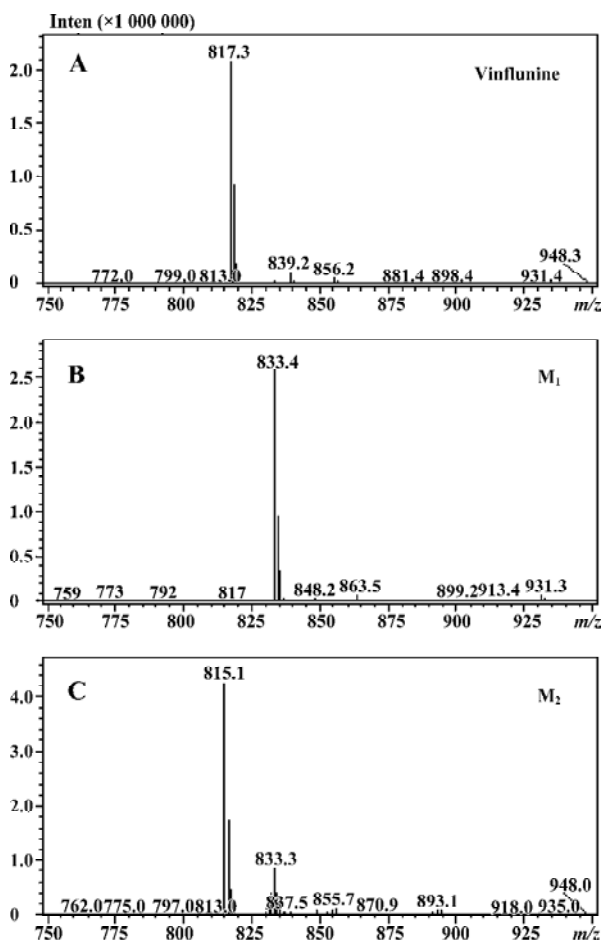 Inten (×1 000 000)
A
Vinflunine
817.3
2.0
1.5
1.0
0.5
0
772.0 799.0 813.0 839.2 856.2 881.4 898.4 931.4 948.3
750 775 800 825 850 875 900 925 m/z
B
M1
833.4
2.5
2.0
1.5
1.0
0.5
0
759 773 792 817 848.2 863.5 899.2 913.4 931.3
750 775 800 825 850 875 900 925 m/z
C
M2
815.1
4.0
3.0
2.0
1.0
0
762.0 775.0 797.0 813.0 833.3 837.5 855.7 870.9 893.1 918.0 935.0 948.0
750 775 800 825 850 875 900 925 m/z